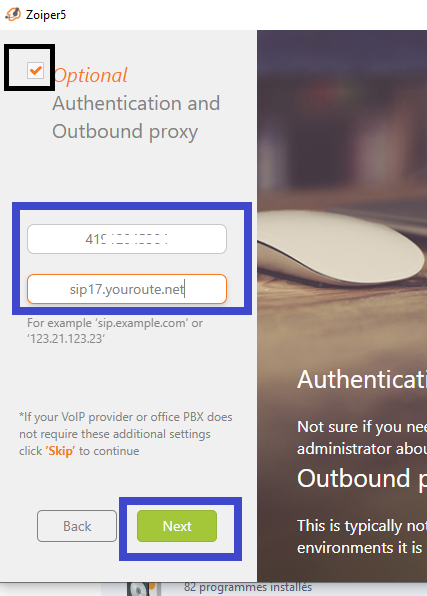 Zoiper5
Optional
Authentication and
Outbound proxy
sip17.youroute.net
For example 'sip.example.com' or
'123.21.123.23'
*If your VoIP provider or office PBX does
not require these additional settings
click 'Skip' to continue
Back
Next
Authenticati
Not sure if you nee
administrator abou
Outbound p
This is typically not
environments it is
82 programmes installés